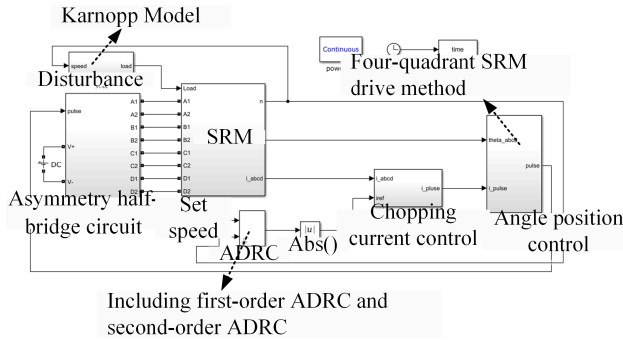 Karnopp Model
speed
load
Disturbance
Continuous
time
Four-quadrant SRM
drive method
pulse
V+
DC
V-
A1
A2
B1
B2
C1
C2
D1
D2
Load
A1
A2
B1
B2
C1
C2
D1
D2
SRM
n
i_abcd
Asymmetry half-
bridge circuit
Set
speed
ADRC
|u|
Abs()
i_abcd
iref
i_pluse
Chopping
current control
theta_abcd
i_pulse
pulse
Angle position
control
Including first-order ADRC and
second-order ADRC